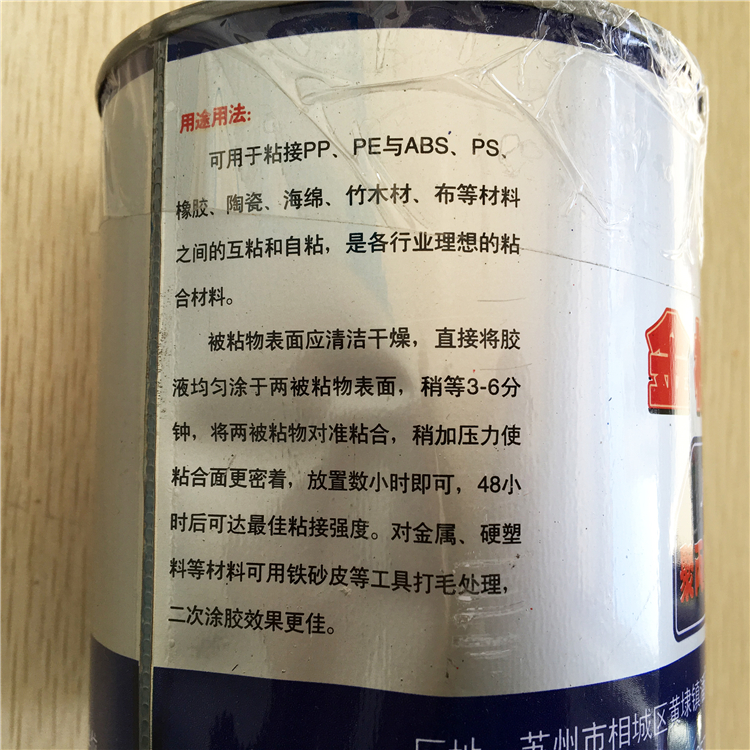 用途用法:
可用于粘接PP、PE与ABS、PS、
橡胶、陶瓷、海绵、竹木材、布等材料
之间的互粘和自粘，是各行业理想的粘
合材料。
被粘物表面应清洁干燥，直接将胶
液均匀涂于两被粘物表面，稍等3-6分
钟，将两被粘物对准粘合，稍加压力使
粘合面更密着，放置数小时即可，48小
时后可达最佳粘接强度。对金属、硬塑
料等材料可用铁砂皮等工具打毛处理，
二次涂胶效果更佳。
金
聚丙
厂址：苏州市相城区黄埭镇